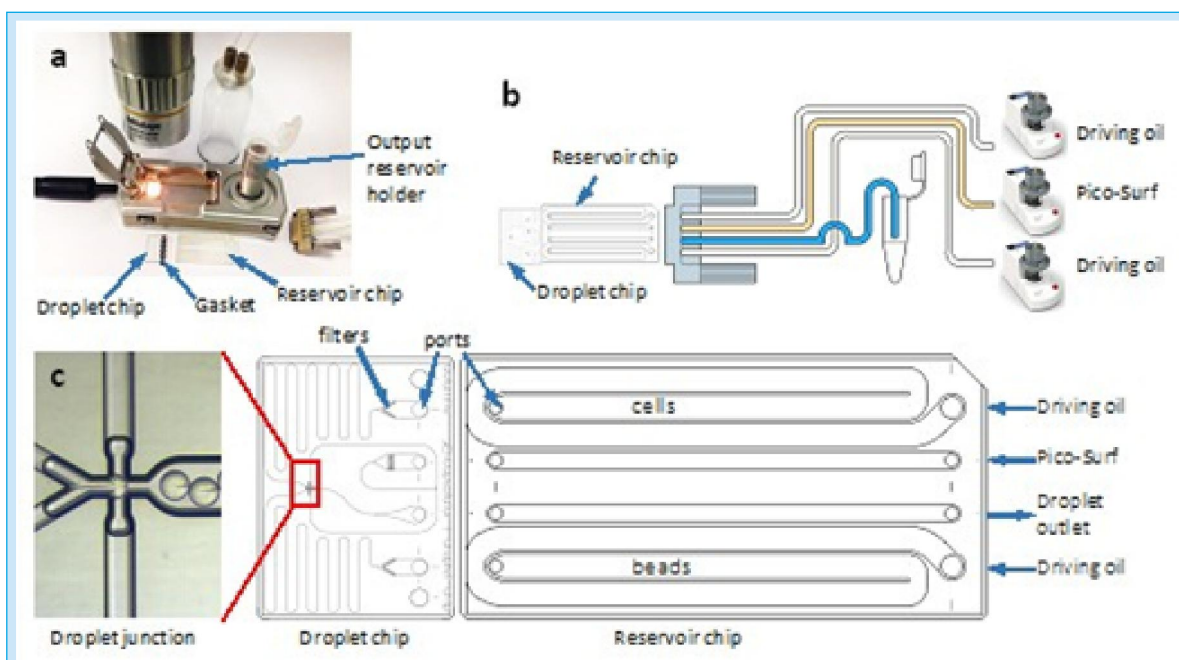 a
Output
reservoir
holder
Droplet chip
Gasket
Reservoir chip
b
Reservoir chip
Droplet chip
Driving oil
Pico-Surf
Driving oil
c
filters
ports
cells
beads
Driving oil
Pico-Surf
Droplet
outlet
Driving oil
Droplet junction
Droplet chip
Reservoir chip